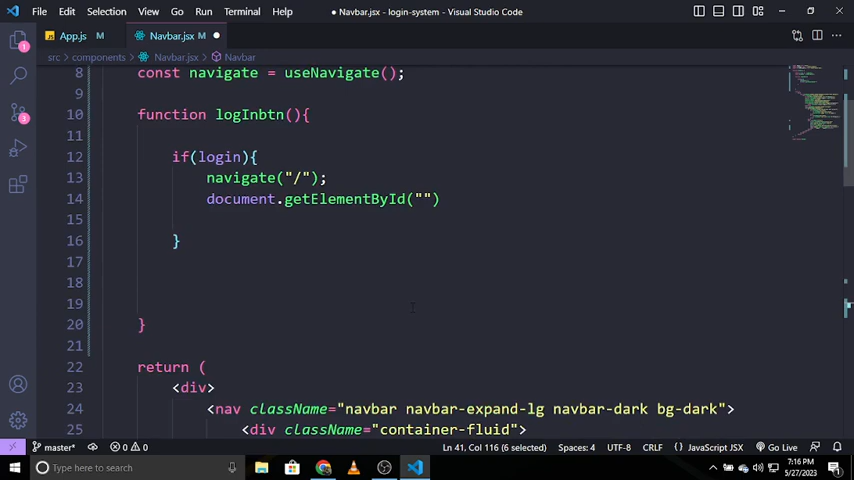 File Edit Selection View Go Run Terminal Help Navbar.jsx - login-system - Visual Studio Code
JS App.js M Navbar.jsx M
src > components > Navbar.jsx > Navbar
8 const navigate = useNavigate();
9
10 function logInbtn(){
11
12 if(login){
13 navigate("/");
14 document.getElementById("")
15
16 }
17
18
19
20 }
21
22 return (
23 <div>
24 <nav className="navbar navbar-expand-lg navbar-dark bg-dark">
25 <div className="container-fluid">
1
3
master* 0 0 Ln 41, Col 116 (6 selected) Spaces: 4 UTF-8 CRLF {} JavaScript JSX Go Live
Type here to search
7:16 PM
5/27/2023
1